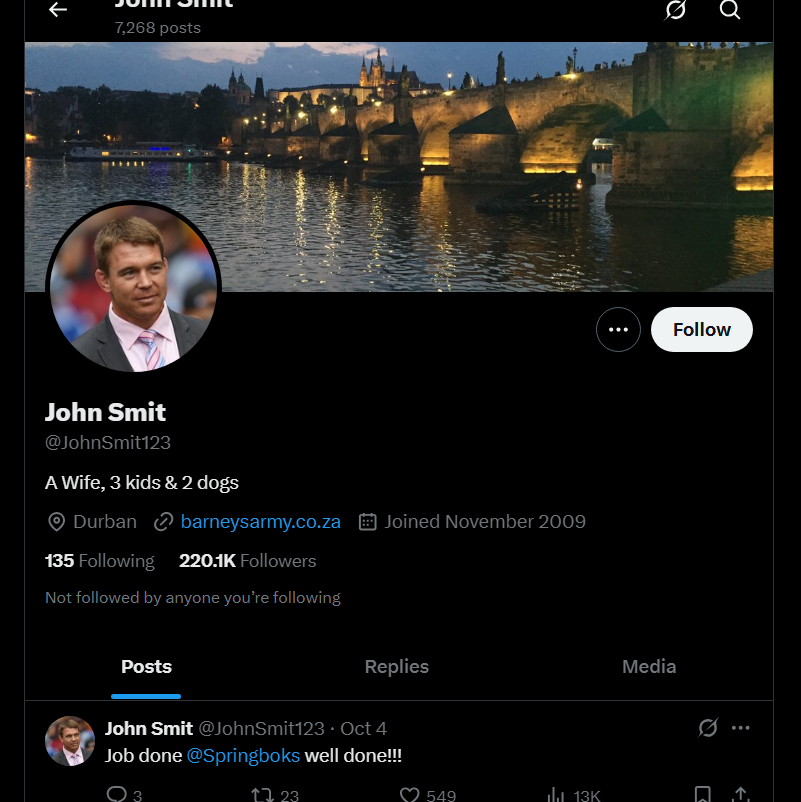 John Smit
7,268 posts
Follow
John Smit
@JohnSmit123
A Wife, 3 kids & 2 dogs
Durban barneysarmy.co.za Joined November 2009
135 Following 220.1K Followers
Not followed by anyone you're following
Posts Replies Media
John Smit @JohnSmit123 · Oct 4
Job done @Springboks well done!!!
3 23 549 13K